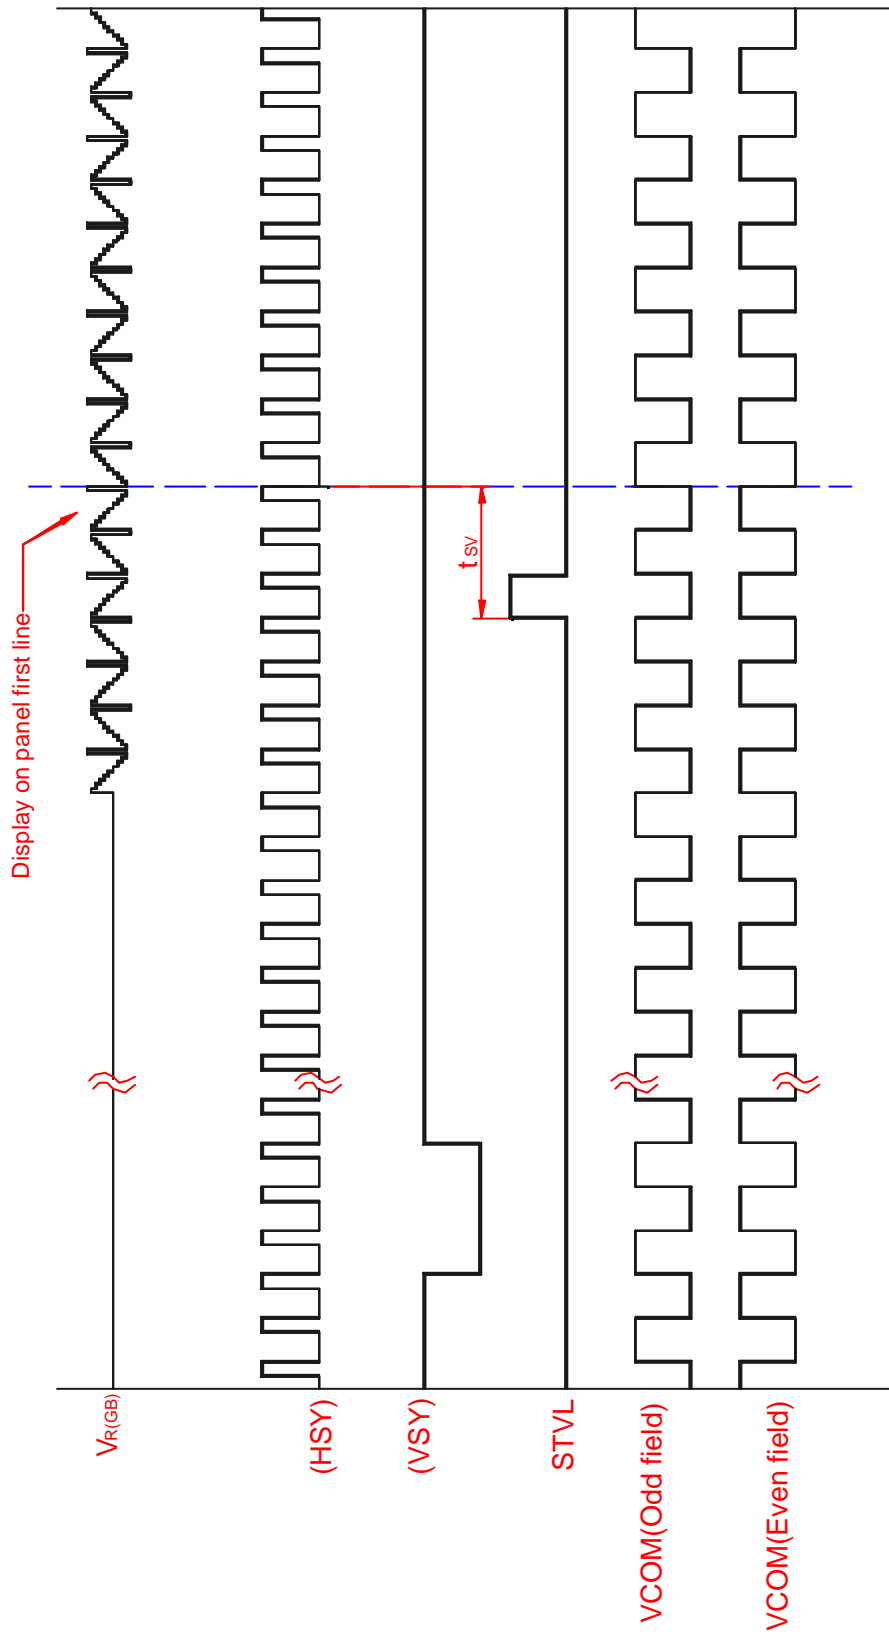 Display on panel first line
VR(GB)
(HSY)
(VSY)
tsv
STVL
VCOM(Odd field)
VCOM(Even field)